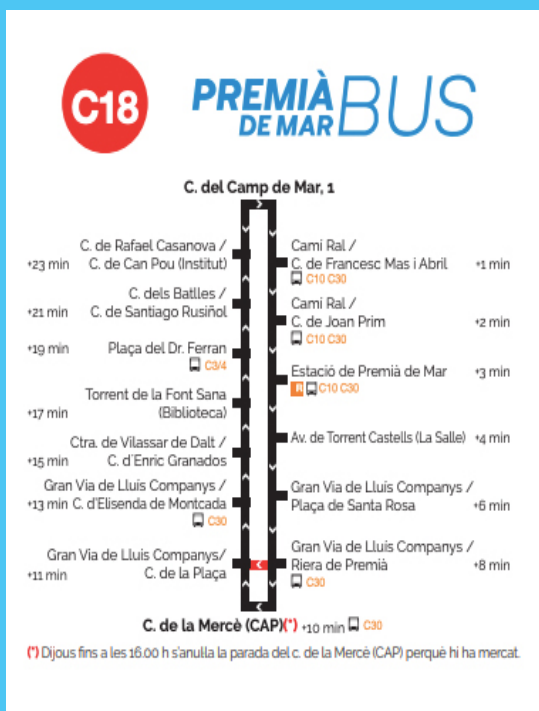 C18
PREMIÀ
DE MAR
BUS
C. del Camp de Mar, 1
C. de Rafael Casanova /
+23 min C. de Can Pou (Institut)
C. dels Batlles /
+21 min C. de Santiago Rusiñol
+19 min Plaça del Dr. Ferran
C3/4
Torrent de la Font Sana
+17 min (Biblioteca)
Ctra. de Vilassar de Dalt /
+15 min C. d'Enric Granados
Gran Via de Lluís Companys /
+13 min C. d'Elisenda de Montcada
C30
Gran Via de Lluís Companys/
+11 min C. de la Plaça
Camí Ral /
C. de Francesc Mas i Abril +1 min
C10 C30
Camí Ral /
C. de Joan Prim +2 min
C10 C30
Estació de Premià de Mar +3 min
R C10 C30
Av. de Torrent Castells (La Salle) +4 min
Gran Via de Lluís Companys /
Plaça de Santa Rosa +6 min
Gran Via de Lluís Companys /
Riera de Premià +8 min
C30
C. de la Mercè (CAP)(*) +10 min C30
(*) Dijous fins a les 16.00 h s'anul·la la parada del c. de la Mercè (CAP) perquè hi ha mercat.